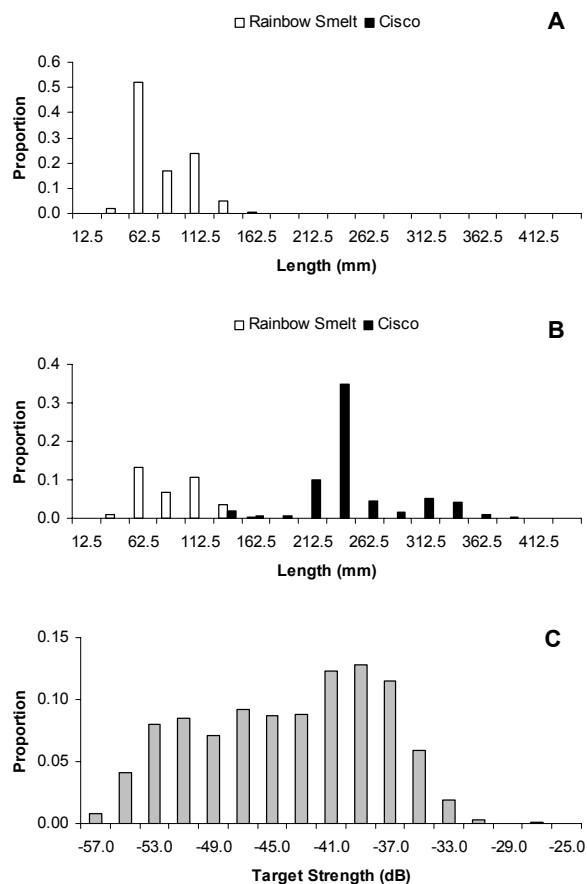 □ Rainbow Smelt ■ Cisco
A
0.6
0.5
0.4
0.3
0.2
0.1
0.0
Proportion
12.5 62.5 112.5 162.5 212.5 262.5 312.5 362.5 412.5
Length (mm)
□ Rainbow Smelt ■ Cisco
B
0.4
0.3
0.2
0.1
0.0
Proportion
12.5 62.5 112.5 162.5 212.5 262.5 312.5 362.5 412.5
Length (mm)
C
0.15
0.10
0.05
0.00
Proportion
-57.0 -53.0 -49.0 -45.0 -41.0 -37.0 -33.0 -29.0 -25.0
Target Strength (dB)